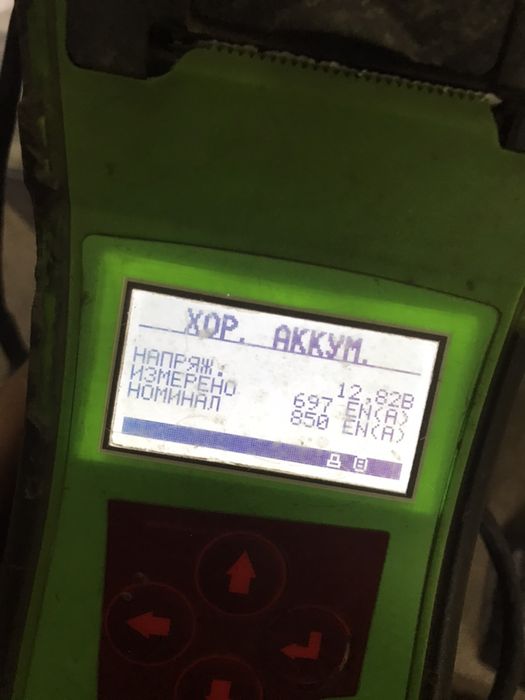 ХОР. АККУМ.
НАПРЯЖ. 12,82В
ИЗМЕРЕНО 697 EN(A)
НОМИНАЛ 850 EN(A)